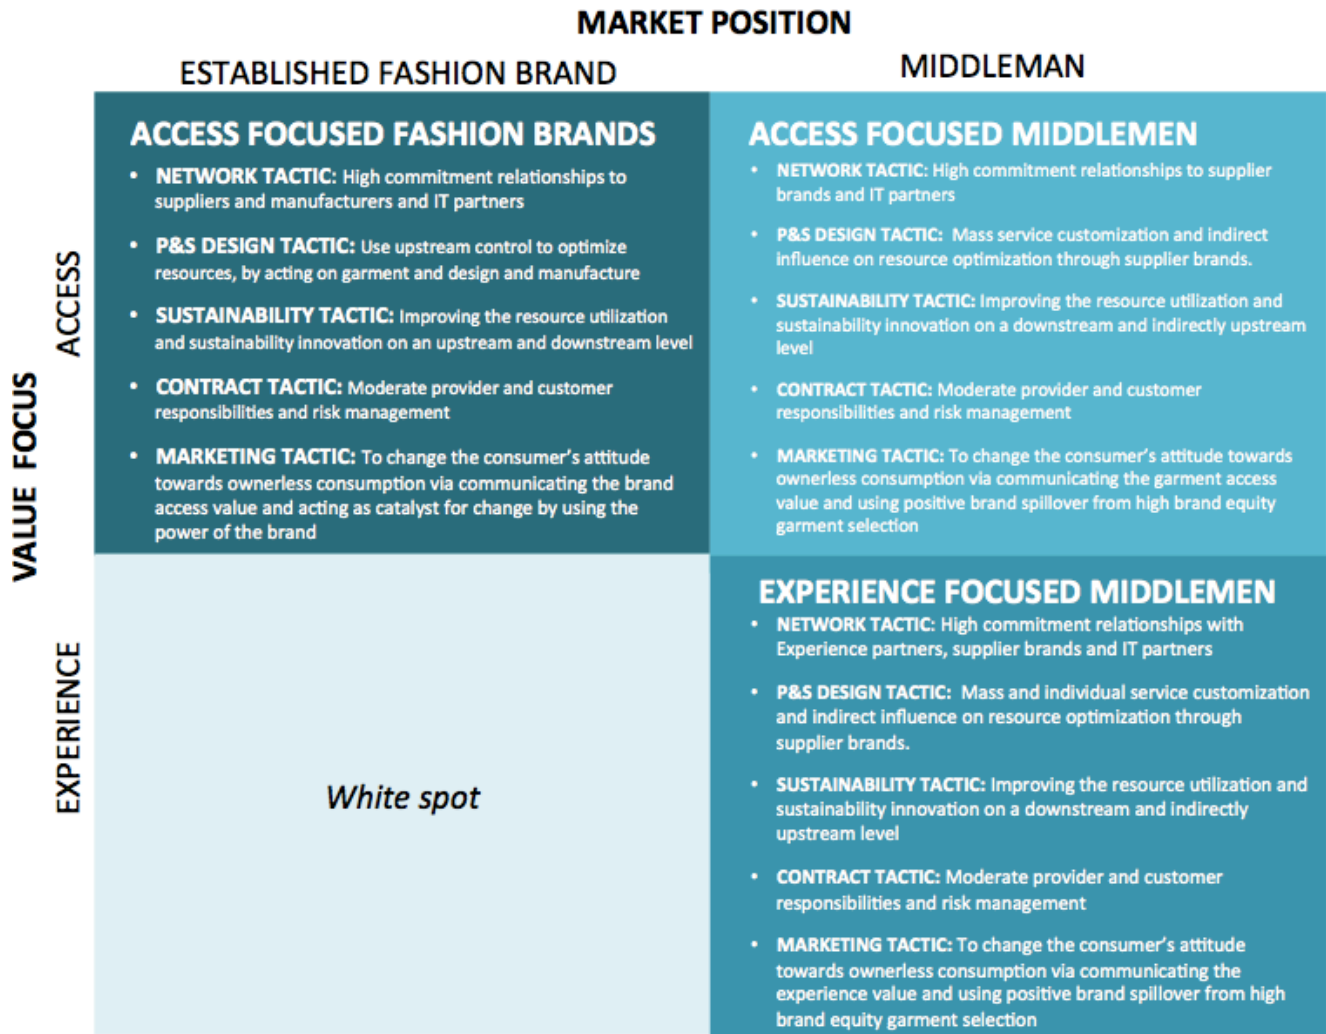 MARKET POSITION
ESTABLISHED FASHION BRAND
MIDDLEMAN
VALUE FOCUS
ACCESS
ACCESS FOCUSED FASHION BRANDS
• NETWORK TACTIC: High commitment relationships to
suppliers and manufacturers and IT partners
• P&S DESIGN TACTIC: Use upstream control to optimize
resources, by acting on garment and design and manufacture
• SUSTAINABILITY TACTIC: Improving the resource utilization
and sustainability innovation on an upstream and downstream level
• CONTRACT TACTIC: Moderate provider and customer
responsibilities and risk management
• MARKETING TACTIC: To change the consumer's attitude
towards ownerless consumption via communicating the brand
access value and acting as catalyst for change by using the
power of the brand
ACCESS FOCUSED MIDDLEMEN
• NETWORK TACTIC: High commitment relationships to supplier
brands and IT partners
• P&S DESIGN TACTIC: Mass service customization and indirect
influence on resource optimization through supplier brands.
• SUSTAINABILITY TACTIC: Improving the resource utilization and
sustainability innovation on a downstream and indirectly upstream
level
• CONTRACT TACTIC: Moderate provider and customer
responsibilities and risk management
• MARKETING TACTIC: To change the consumer's attitude towards
ownerless consumption via communicating the garment access
value and using positive brand spillover from high brand equity
garment selection
EXPERIENCE
White spot
EXPERIENCE FOCUSED MIDDLEMEN
• NETWORK TACTIC: High commitment relationships with
Experience partners, supplier brands and IT partners
• P&S DESIGN TACTIC: Mass and individual service customization
and indirect influence on resource optimization through
supplier brands.
• SUSTAINABILITY TACTIC: Improving the resource utilization and
sustainability innovation on a downstream and indirectly
upstream level
• CONTRACT TACTIC: Moderate provider and customer
responsibilities and risk management
• MARKETING TACTIC: To change the consumer's attitude
towards ownerless consumption via communicating the
experience value and using positive brand spillover from high
brand equity garment selection